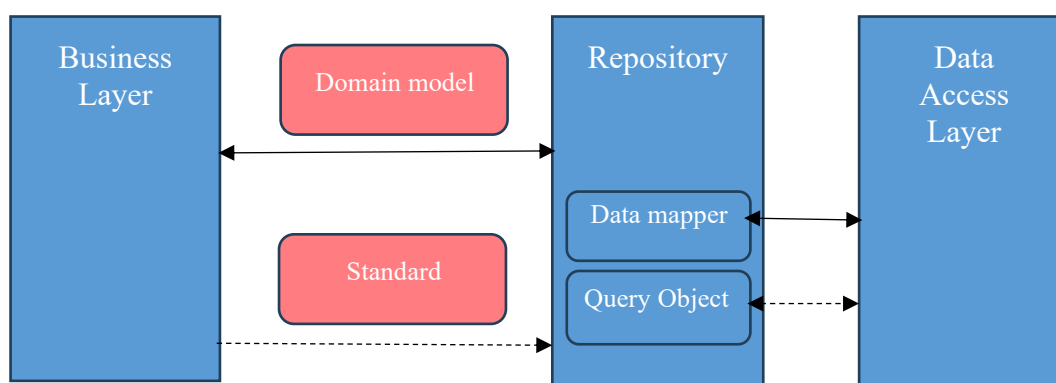 Business
Layer
Domain model
Repository
Data
Access
Layer
Data mapper
Standard
Query Object